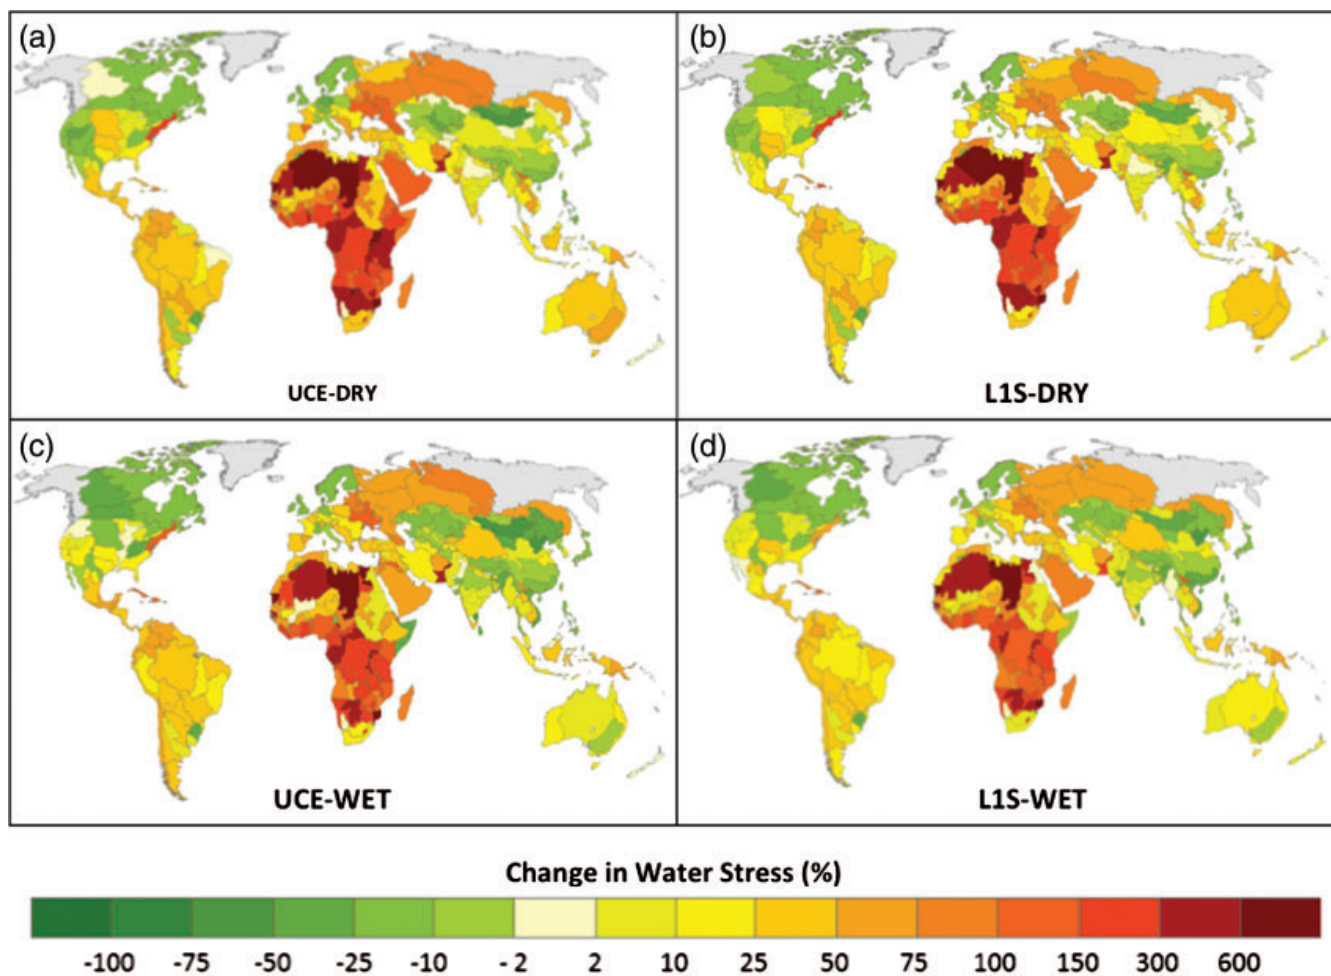 (a)
(b)
UCE-DRY
L1S-DRY
(c)
(d)
UCE-WET
L1S-WET
Change in Water Stress (%)
-100 -75 -50 -25 -10 - 2 2 10 25 50 75 100 150 300 600